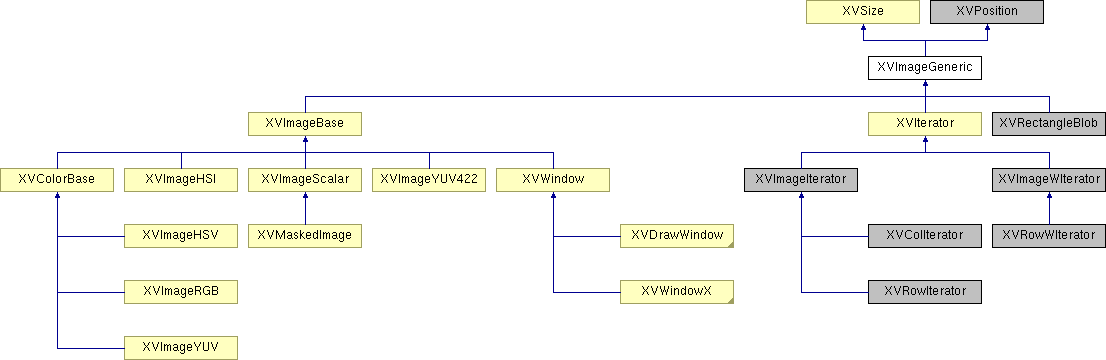 XVSize XVPosition
XVImageGeneric
XVImageBase XVIterator XVRectangleBlob
XVColorBase XVImageHSI XVImageScalar XVImageYUV422 XVWindow XVImageIterator XVImageWIterator
XVImageHSV XVMaskedImage XVDrawWindow XVColIterator XVRowWIterator
XVImageRGB XVWindowX XVRowIterator
XVImageYUV